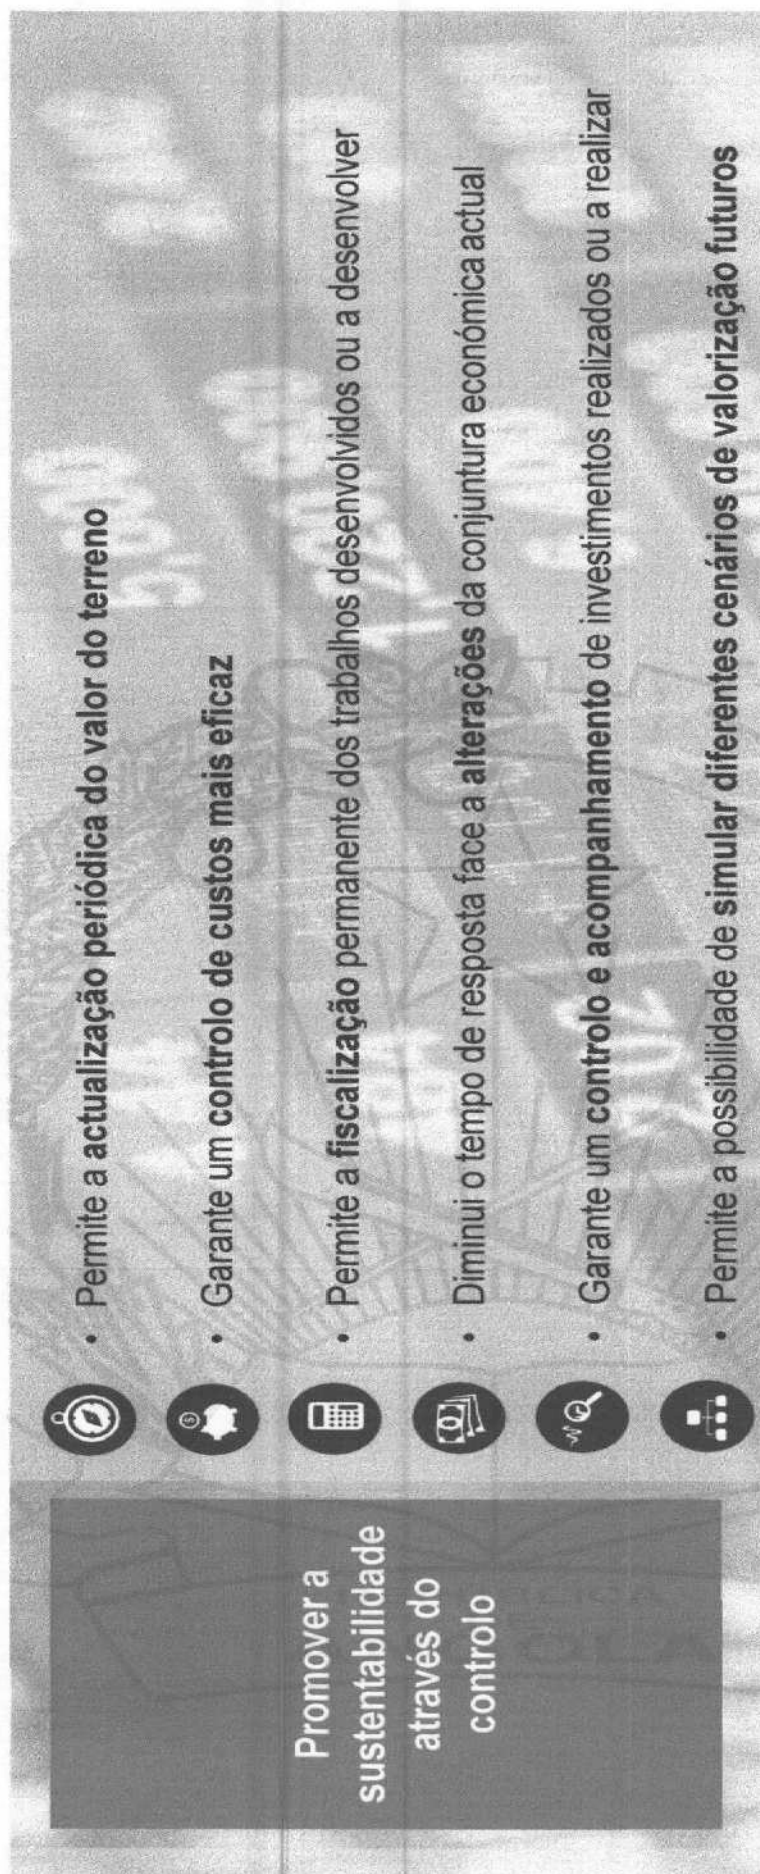 Promover a
sustentabilidade
através do
controlo
• Permite a actualização periódica do valor do terreno
• Garante um controlo de custos mais eficaz
• Permite a fiscalização permanente dos trabalhos desenvolvidos ou a desenvolver
• Diminui o tempo de resposta face a alterações da conjuntura económica actual
• Garante um controlo e acompanhamento de investimentos realizados ou a realizar
• Permite a possibilidade de simular diferentes cenários de valorização futuros